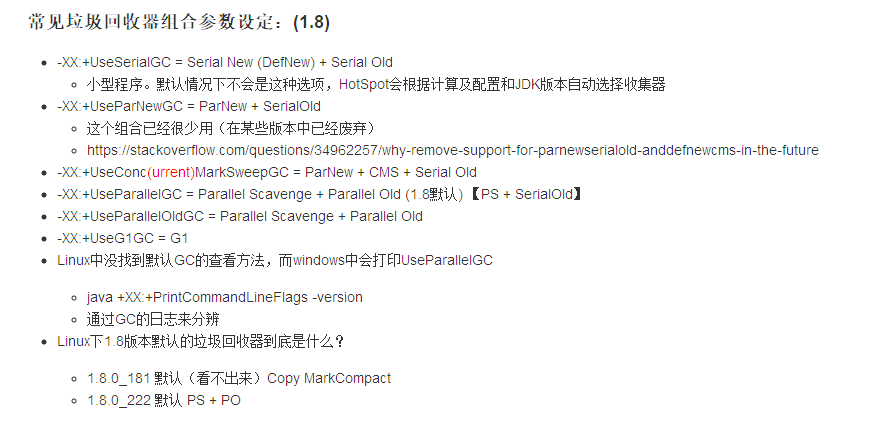 常见垃圾回收器组合参数设定：(1.8)
-XX:+UseSerialGC = Serial New (DefNew) + Serial Old
小型程序。默认情况下不会是这种选项，HotSpot会根据计算及配置和JDK版本自动选择收集器
-XX:+UseParNewGC = ParNew + SerialOld
这个组合已经很少用（在某些版本中已经废弃）
https://stackoverflow.com/questions/34962257/why-remove-support-for-parnewserialold-anddefnewcms-in-the-future
-XX:+UseConc(urrent)MarkSweepGC = ParNew + CMS + Serial Old
-XX:+UseParallelGC = Parallel Scavenge + Parallel Old (1.8默认) 【PS + SerialOld】
-XX:+UseParallelOldGC = Parallel Scavenge + Parallel Old
-XX:+UseG1GC = G1
Linux中没找到默认GC的查看方法，而windows中会打印UseParallelGC
java +XX:+PrintCommandLineFlags -version
通过GC的日志来分辨
Linux下1.8版本默认的垃圾回收器到底是什么？
1.8.0_181 默认（看不出来）Copy MarkCompact
1.8.0_222 默认 PS + PO